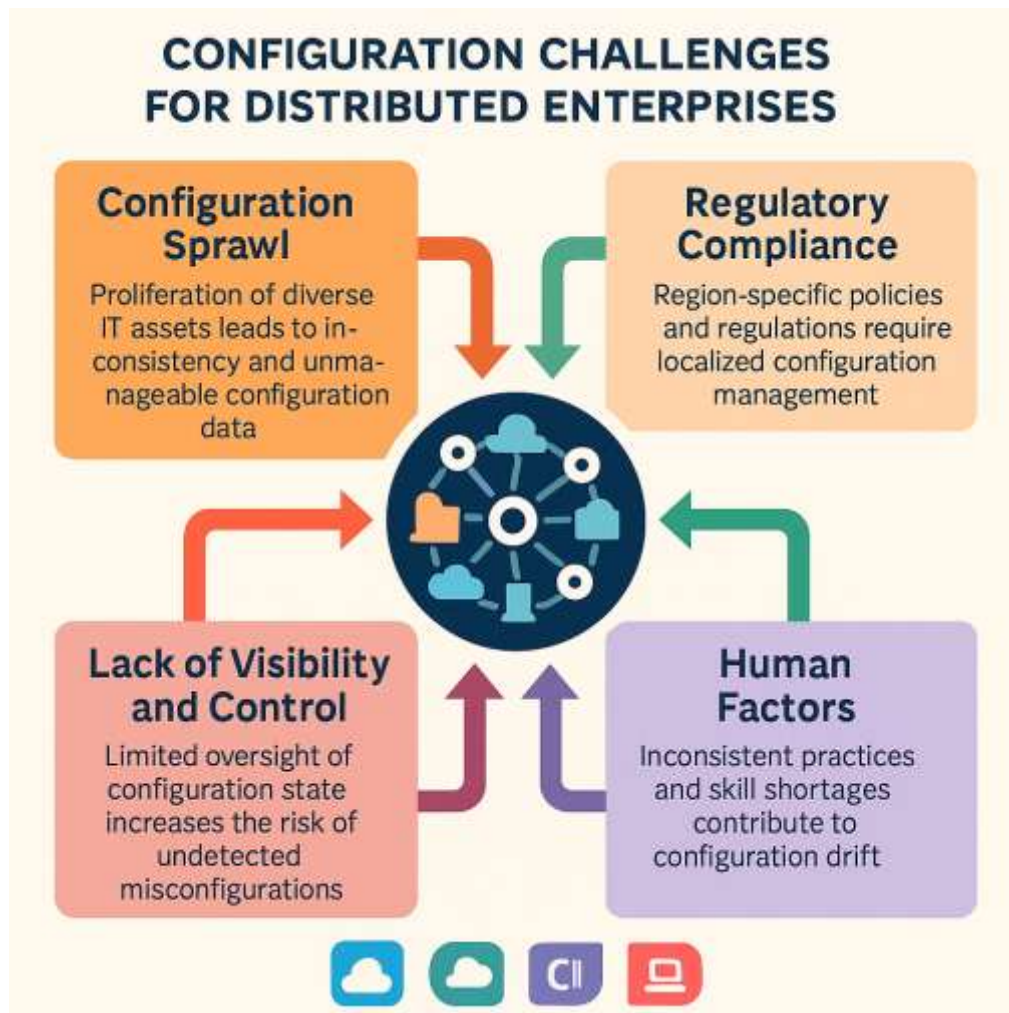 CONFIGURATION CHALLENGES
FOR DISTRIBUTED ENTERPRISES
Configuration
Sprawl
Proliferation of diverse
IT assets leads to in-
consistency and unma-
nageable configuration
data
Regulatory
Compliance
Region-specific policies
and regulations require
localized configuration
management
Lack of Visibility
and Control
Limited oversight of
configuration state
increases the risk of
undetected
misconfigurations
Human
Factors
Inconsistent practices
and skill shortages
contribute to
configuration drift